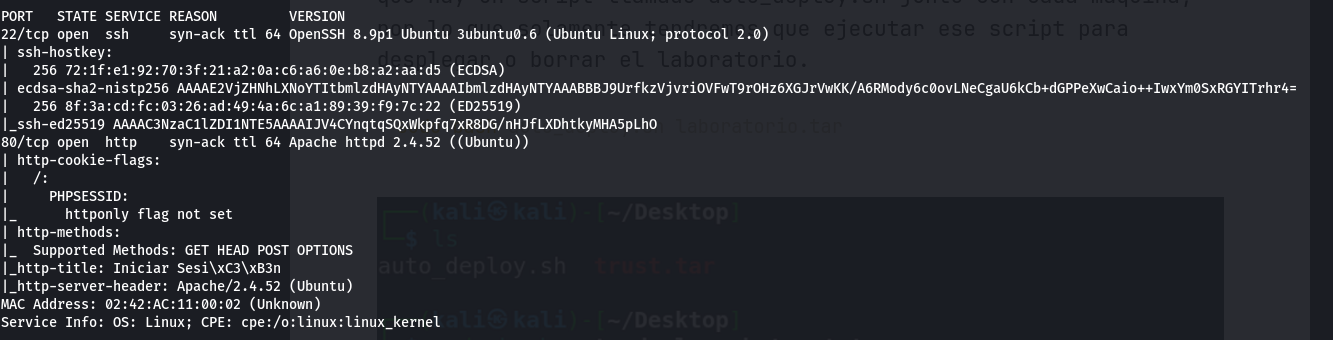 que hay un script llamado auto_deploy.sh junto con cada máquina,
por lo que solamente tendremos que ejecutar ese script para
desplegar o borrar el laboratorio.
laboratorio.tar
PORT   STATE SERVICE REASON         VERSION
22/tcp open  ssh     syn-ack ttl 64 OpenSSH 8.9p1 Ubuntu 3ubuntu0.6 (Ubuntu Linux; protocol 2.0)
| ssh-hostkey:
|   256 72:1f:e1:92:70:3f:21:a2:0a:c6:a6:0e:b8:a2:aa:d5 (ECDSA)
| ecdsa-sha2-nistp256 AAAAE2VjZHNhLXNoYTItbmlzdHAyNTYAAAAIbmlzdHAyNTYAAABBBJ9UrfkzVjvriOVFwT9rOHz6XGJrVwKK/A6RMody6c0ovLNeCgaU6kCb+dGPPeXwCaio++IwxYm0SxRGYITrhr4=
|   256 8f:3a:cd:fc:03:26:ad:49:4a:6c:a1:89:39:f9:7c:22 (ED25519)
|_ssh-ed25519 AAAAC3NzaC1lZDI1NTE5AAAAIJV4CYnqtqSQxWkpfq7xR8DG/nHJfLXDhtkyMHA5pLhO
80/tcp open  http    syn-ack ttl 64 Apache httpd 2.4.52 ((Ubuntu))
| http-cookie-flags:
|   /:
|     PHPSESSID:
|_      httponly flag not set
| http-methods:
|_  Supported Methods: GET HEAD POST OPTIONS
|_http-title: Iniciar Sesi\xC3\xB3n
|_http-server-header: Apache/2.4.52 (Ubuntu)
MAC Address: 02:42:AC:11:00:02 (Unknown)
Service Info: OS: Linux; CPE: cpe:/o:linux:linux_kernel
(kali㉿kali)-[~/Desktop]
$ ls
auto_deploy.sh  trust.tar
(kali㉿kali)-[~/Desktop]